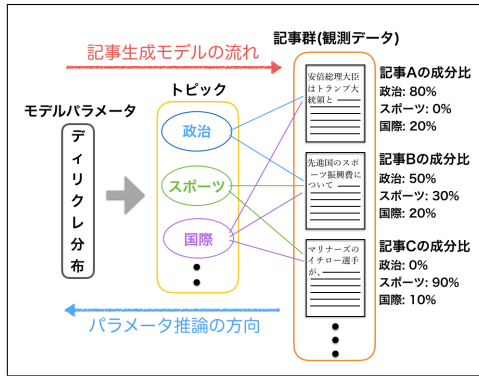 記事生成モデルの流れ
記事群(観測データ)
モデルパラメータ
ディリクレ分布
トピック
政治
スポーツ
国際
安倍総理大臣
はトランプ大
統領と
先進国のスポ
ーツ振興費に
ついて
マリナーズの
イチロー選手
が、
記事Aの成分比
政治: 80%
スポーツ: 0%
国際: 20%
記事Bの成分比
政治: 50%
スポーツ: 30%
国際: 20%
記事Cの成分比
政治: 0%
スポーツ: 90%
国際: 10%
パラメータ推論の方向